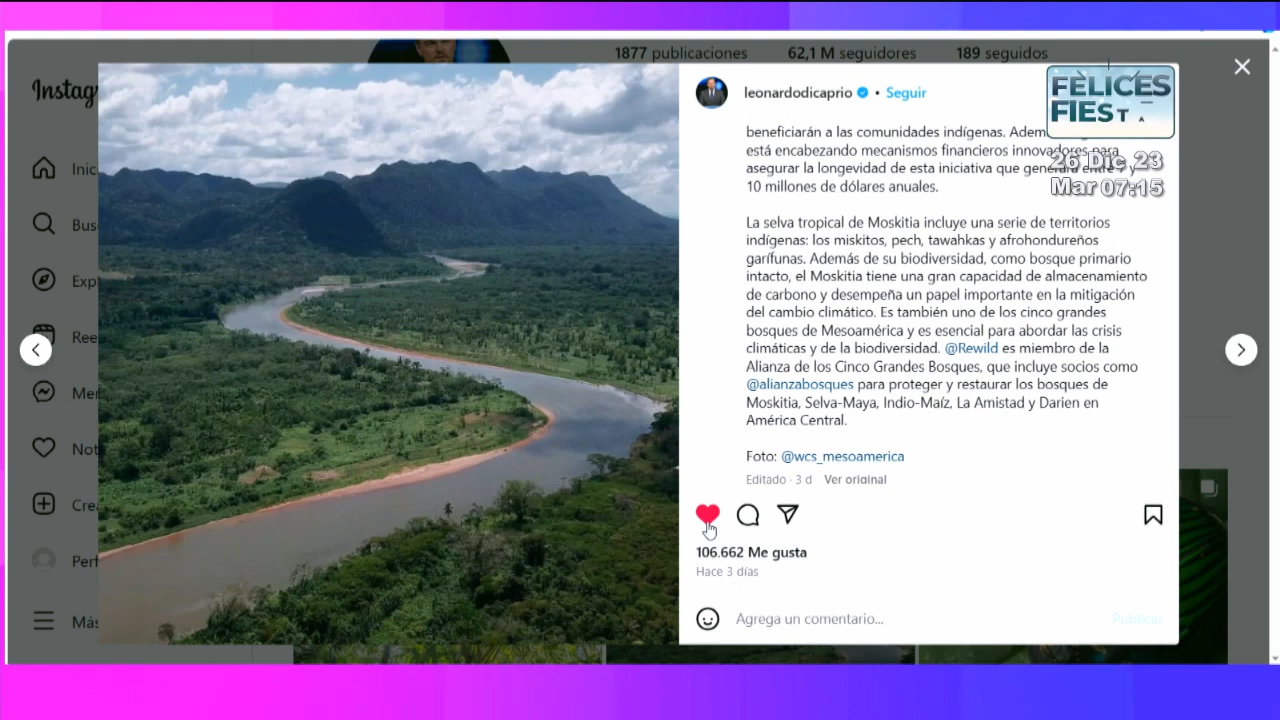 1877 publicaciones
62,1 M seguidores
189 seguidos
Instag
Inic
Bus
Exp
Ree
Men
Not
Crea
Perf
Más
leonardodicaprio • Seguir
FELICES
FIEST A
26 Dic 23
Mar 07:15
beneficiarán a las comunidades indígenas.
está encabezando mecanismos financieros innovadores para
asegurar la longevidad de esta iniciativa que generará entre 7 y
10 millones de dólares anuales.
La selva tropical de Moskitia incluye una serie de territorios
indígenas: los miskitos, pech, tawahkas y afrohondureños
garífunas. Además de su biodiversidad, como bosque primario
intacto, el Moskitia tiene una gran capacidad de almacenamiento
de carbono y desempeña un papel importante en la mitigación
del cambio climático. Es también uno de los cinco grandes
bosques de Mesoamérica y es esencial para abordar las crisis
climáticas y de la biodiversidad. @Rewild es miembro de la
Alianza de los Cinco Grandes Bosques, que incluye socios como
@alianzabosques para proteger y restaurar los bosques de
Moskitia, Selva-Maya, Indio-Maíz, La Amistad y Darien en
América Central.
Foto: @wcs_mesoamerica
Editado · 3 d Ver original
106.662 Me gusta
Hace 3 días
Agrega un comentario...
Publicar